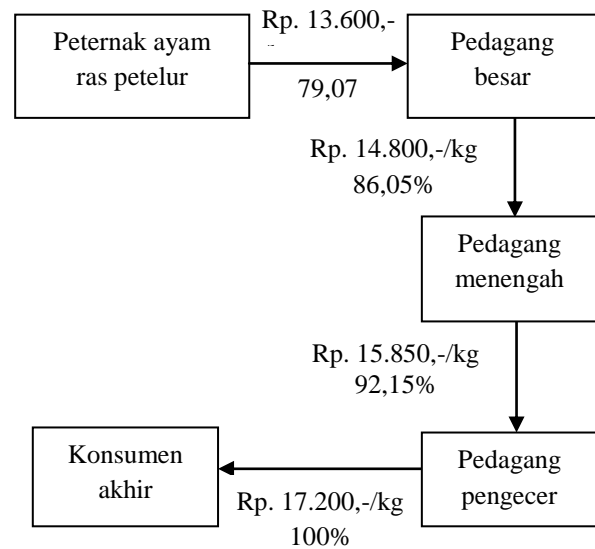 Peternak ayam
ras petelur
Rp. 13.600,-
79,07
Pedagang
besar
Rp. 14.800,-/kg
86,05%
Pedagang
menengah
Rp. 15.850,-/kg
92,15%
Pedagang
pengecer
Konsumen
akhir
Rp. 17.200,-/kg
100%